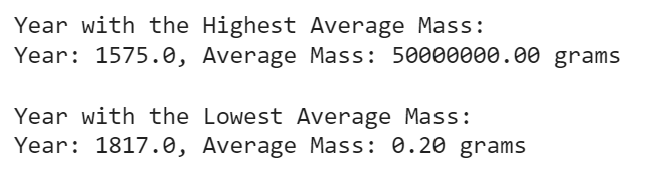 Year with the Highest Average Mass:
Year: 1575.0, Average Mass: 50000000.00 grams
Year with the Lowest Average Mass:
Year: 1817.0, Average Mass: 0.20 grams